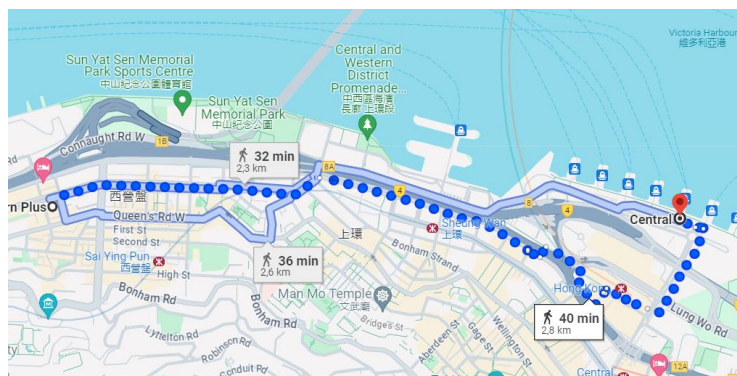 Victoria Harbour
維多利亞港
Sun Yat Sen Memorial
Park Sports Centre
中山紀念公園體育館
Central and
Western
District
Promenade...
中西區海濱
長廊 上環段
Sun Yat Sen
Memorial Park
中山紀念公園
Connaught Rd W
1B
32 min
2,3 km
8A
4
8
4
rn Plus
西營盤
Queen's Rd W
First St
Second St
Sai Ying Pun
西營盤
High St
36 min
2,6 km
上環
Sheung Wan
上環
Central
Bonham Strand
Hong Kong
Lung Wo Rd
Man Mo Temple
文武廟
Bonham Rd
Bonham Rd
Bridge's St
40 min
2,8 km
Lyttelton Rd
Robinson Rd
Conduit Rd
Aberdeen St
Gage St
Wellington St
Central
12A